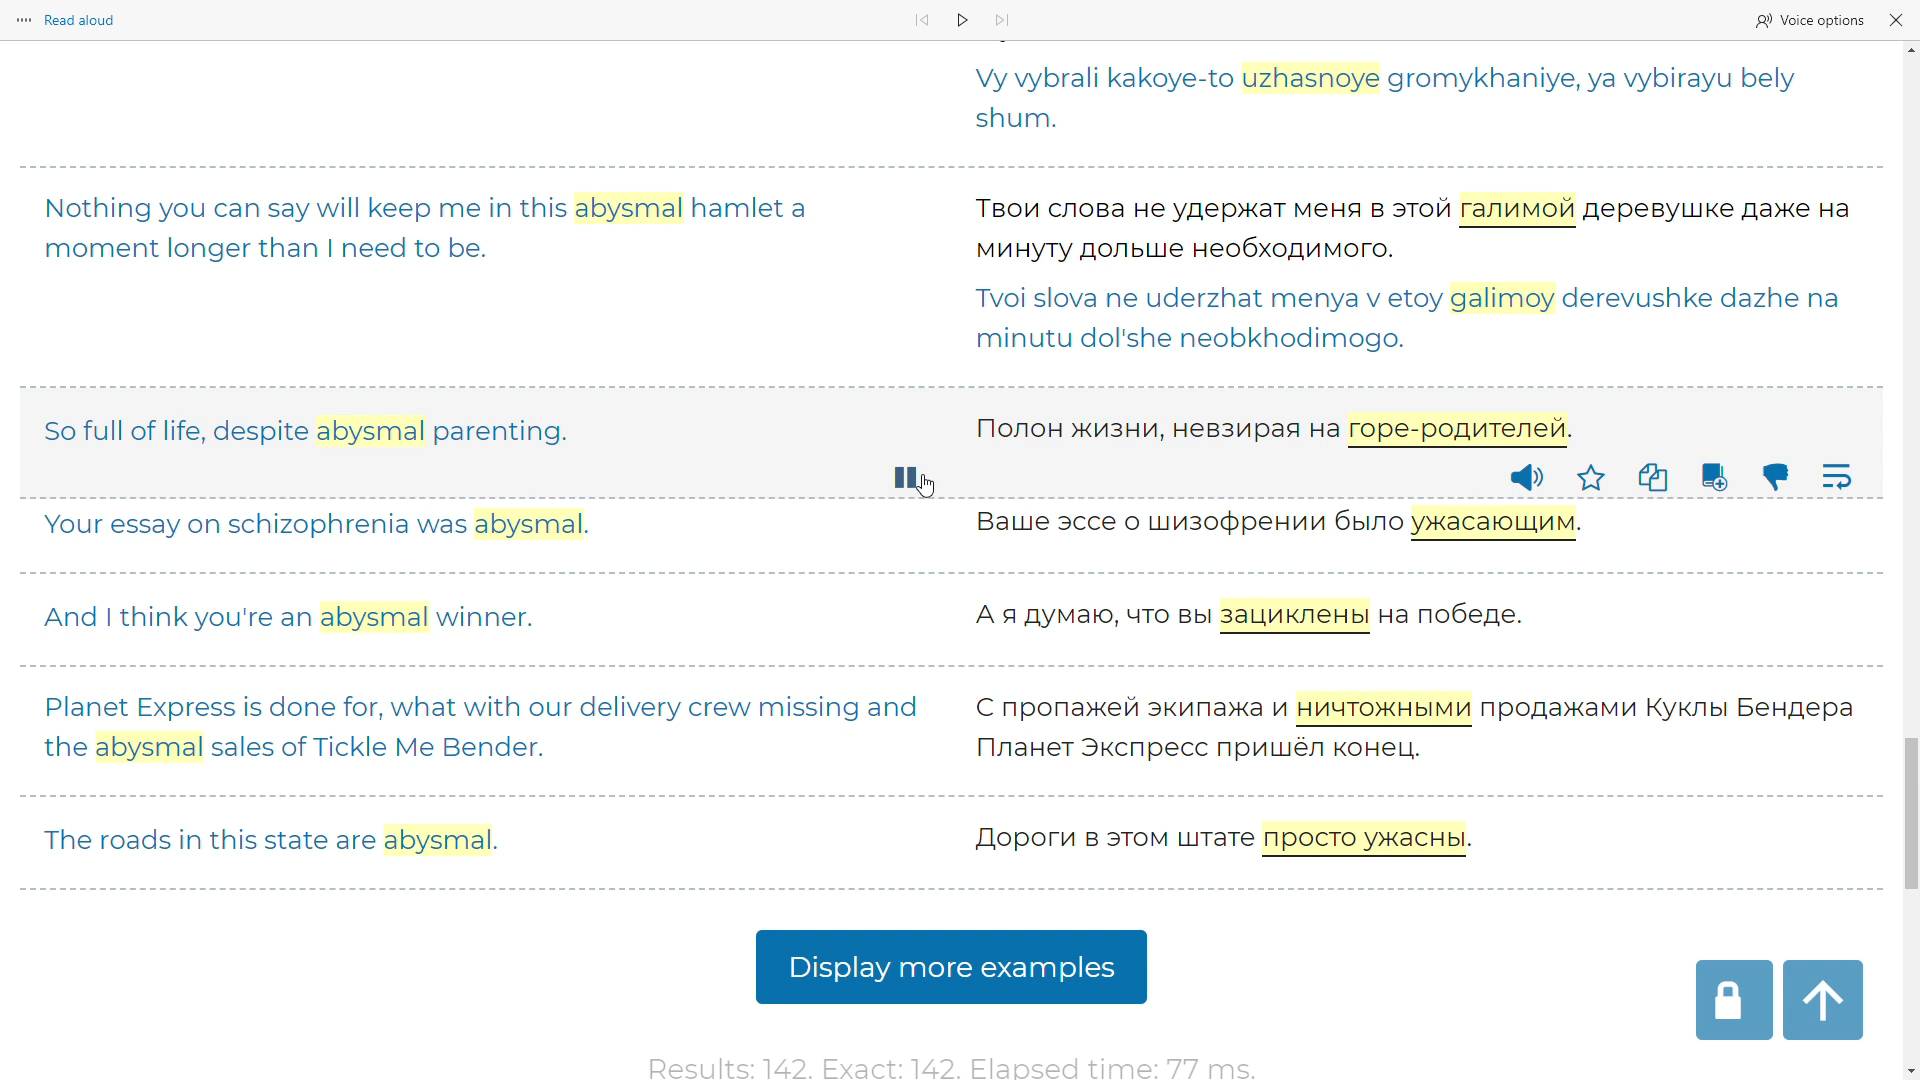 Read aloud
Voice options
Vy vybrali kakoye-to uzhasnoye gromykhaniye, ya vybirayu bely
shum.
Nothing you can say will keep me in this abysmal hamlet a
moment longer than I need to be.
Твои слова не удержат меня в этой галимой деревушке даже на
минуту дольше необходимого.
Tvoi slova ne uderzhat menya v etoy galimoy derevushke dazhe na
minutu dol'she neobkhodimogo.
So full of life, despite abysmal parenting.
Полон жизни, невзирая на горе-родителей.
Your essay on schizophrenia was abysmal.
Ваше эссе о шизофрении было ужасающим.
And I think you're an abysmal winner.
А я думаю, что вы зациклены на победе.
Planet Express is done for, what with our delivery crew missing and
the abysmal sales of Tickle Me Bender.
С пропажей экипажа и ничтожными продажами Куклы Бендера
Планет Экспресс пришёл конец.
The roads in this state are abysmal.
Дороги в этом штате просто ужасны.
Display more examples
Results: 142. Exact: 142. Elapsed time: 77 ms.